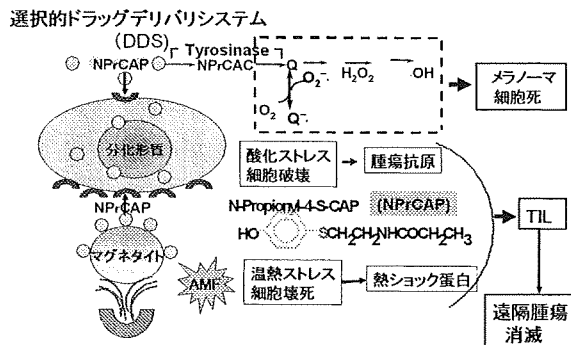 選択的ドラッグデリバリシステム
(DDS)
Tyrosinase
NPrCAP
NPrCAC
Q
O₂⁻·
H₂O₂
·OH
O₂
Q⁻·
メラノーマ
細胞死
分化形質
酸化ストレス
細胞破壊
腫瘍抗原
NPrCAP
N-Propionyl-4-S-CAP
(NPrCAP)
HO
SCH₂CH₂NHCOCH₂CH₃
TIL
マグネタイト
AMF
温熱ストレス
細胞壊死
熱ショック蛋白
遠隔腫瘍
消滅